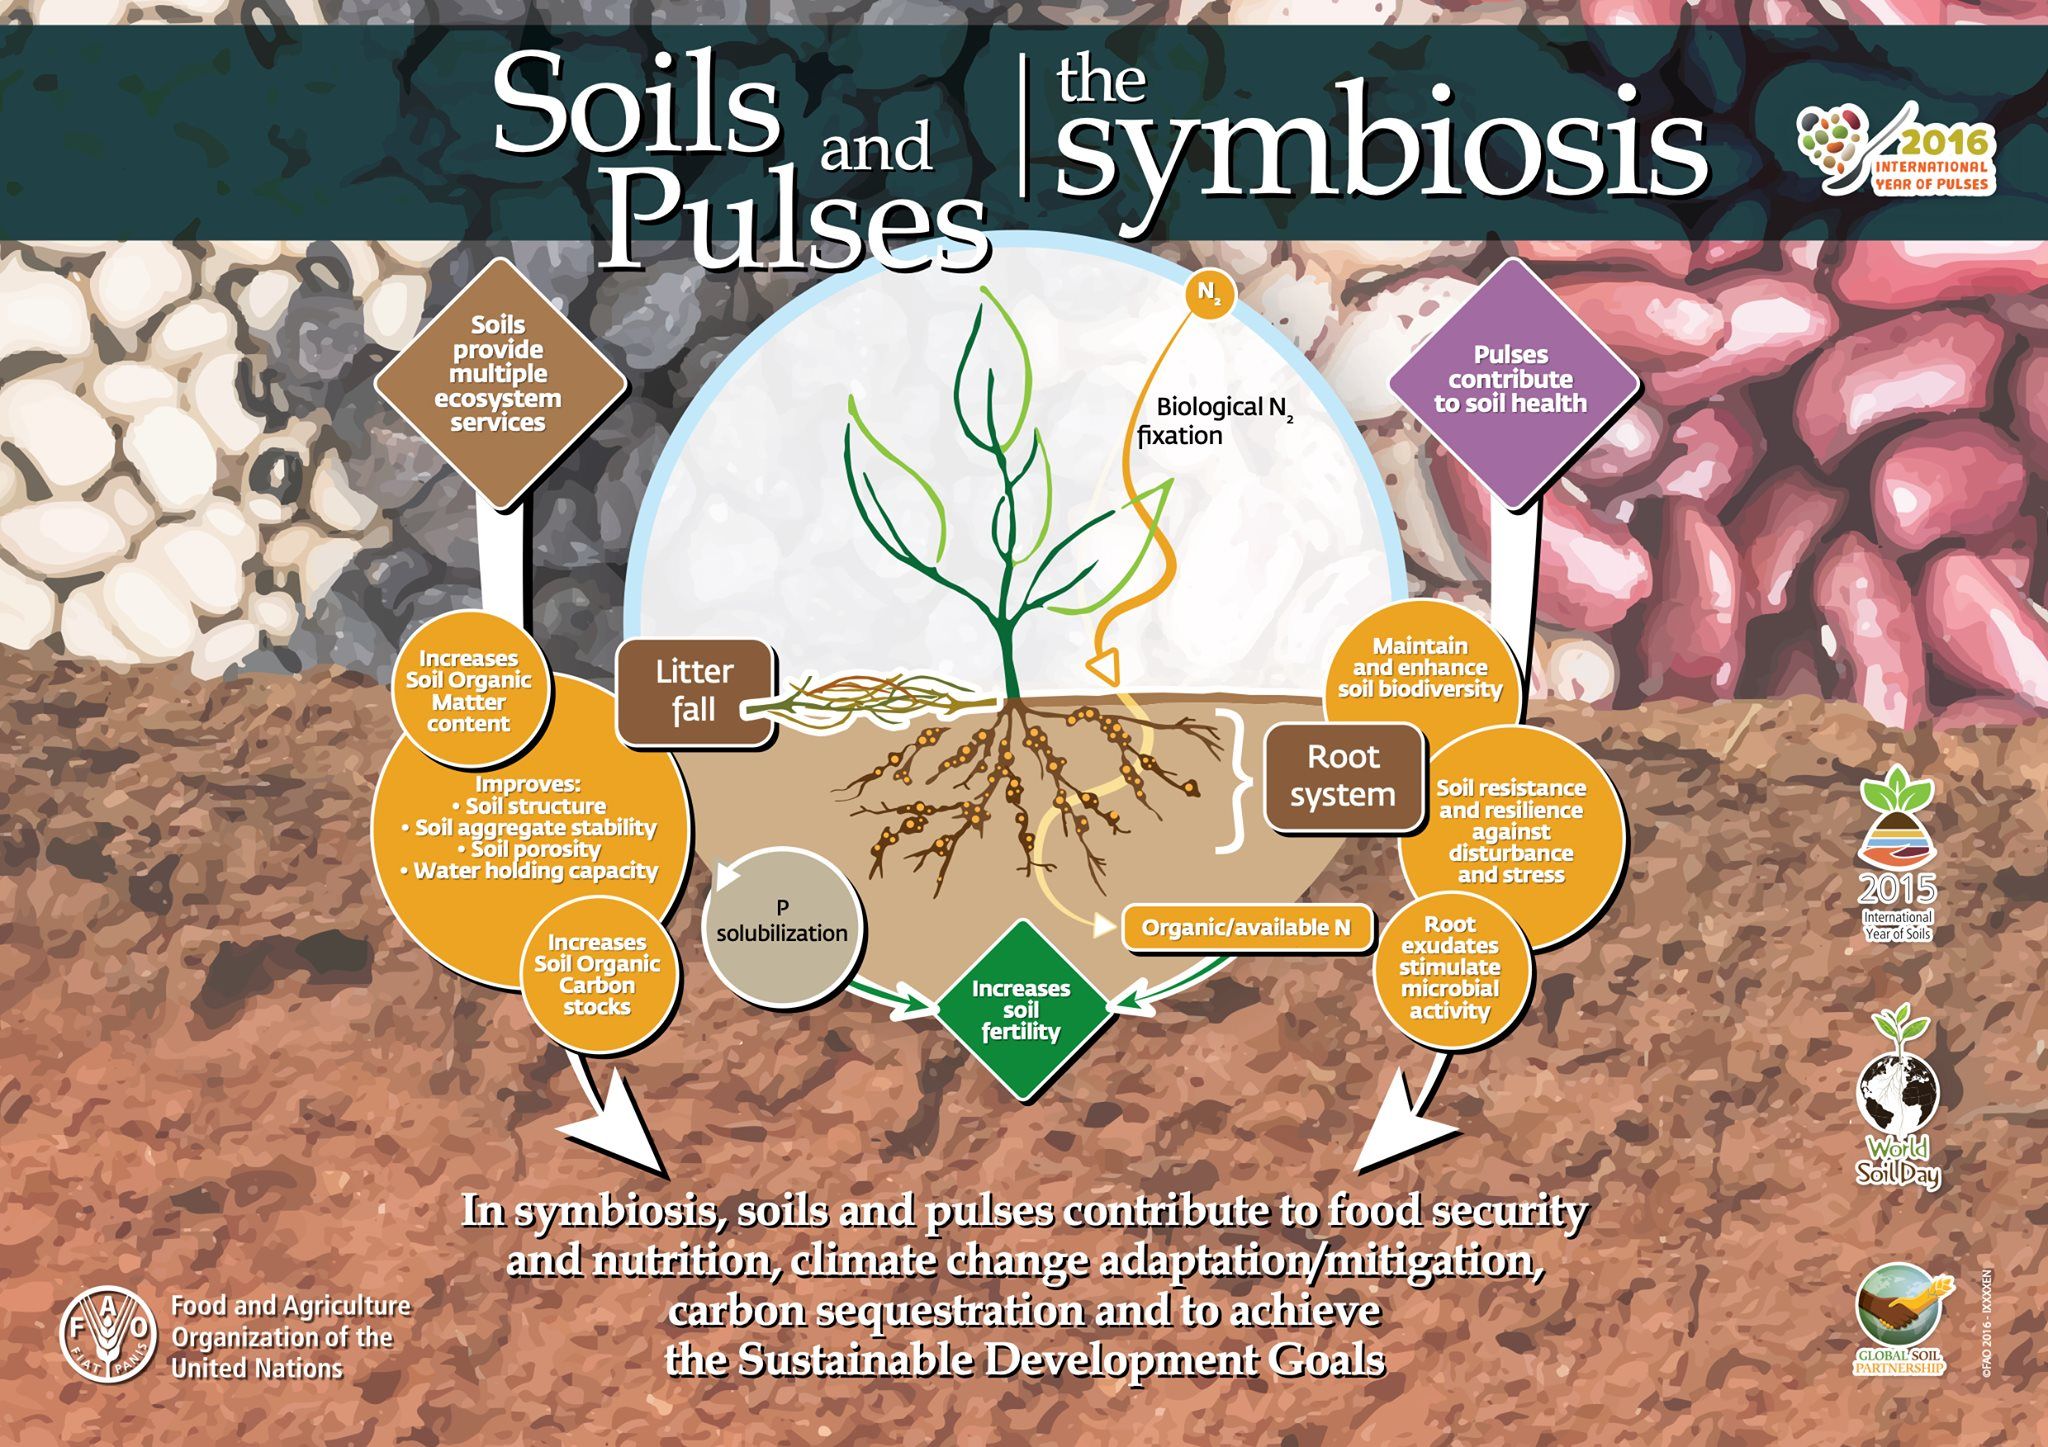 Soils
and
Pulses
the
symbiosis
2016
INTERNATIONAL
YEAR OF PULSES
Soils
provide
multiple
ecosystem
services
N₂
Biological N₂
fixation
Pulses
contribute
to soil health
Increases
Soil Organic
Matter
content
Improves:
• Soil structure
• Soil aggregate stability
• Soil porosity
• Water holding capacity
Increases
Soil Organic
Carbon
stocks
Litter
fall
P
solubilization
Root
system
Organic/available N
Increases
soil
fertility
Maintain
and enhance
soil biodiversity
Soil resistance
and resilience
against
disturbance
and stress
Root
exudates
stimulate
microbial
activity
2015
International
Year of Soils
World
Soil Day
In symbiosis, soils and pulses contribute to food security
and nutrition, climate change adaptation/mitigation,
carbon sequestration and to achieve
the Sustainable Development Goals
F A O
FIAT PANIS
Food and Agriculture
Organization of the
United Nations
GLOBAL SOIL
PARTNERSHIP
©FAO 2016 - IXXXXEN